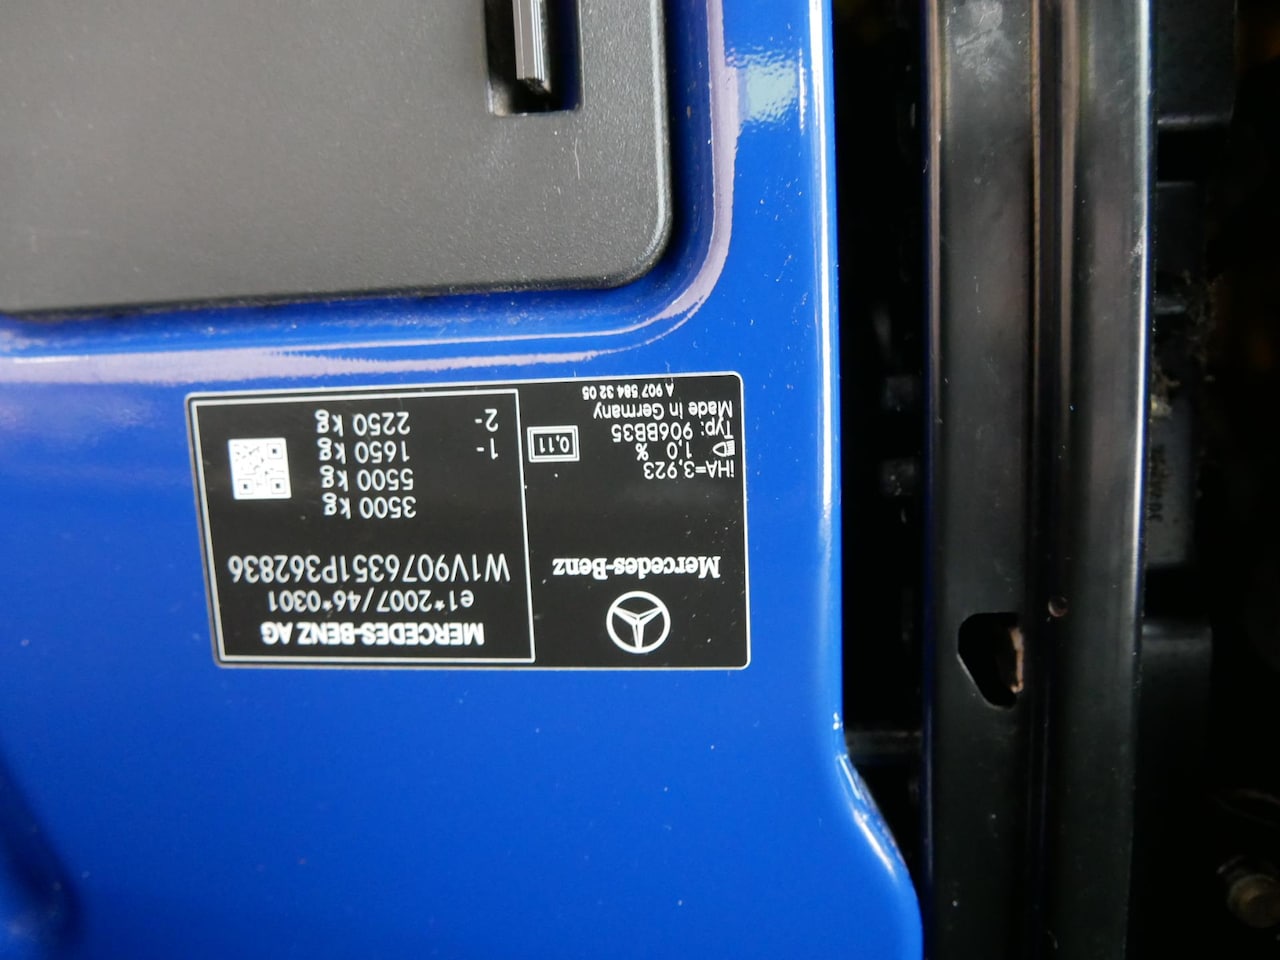 MERCEDES-BENZ AG
e1*2007/46*0301
W1V9076351P362836
3500 kg
5500 kg
1- 1650 kg
2- 2250 kg
Mercedes-Benz
iHA=3,923
1,0 %
Typ: 906BB35
0,11
Made in Germany
A 907 584 32 05